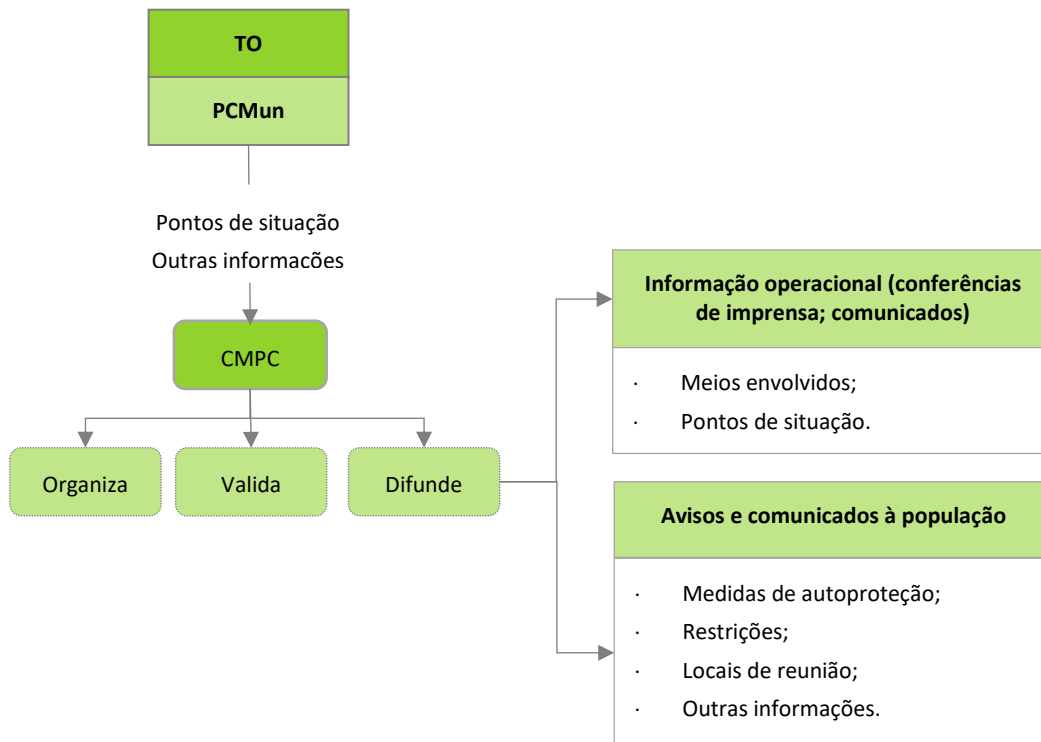 TO
PCMun
Pontos de situação
Outras informações
CMPC
Organiza
Valida
Difunde
Informação operacional (conferências
de imprensa; comunicados)
· Meios envolvidos;
· Pontos de situação.
Avisos e comunicados à população
· Medidas de autoproteção;
· Restrições;
· Locais de reunião;
· Outras informações.